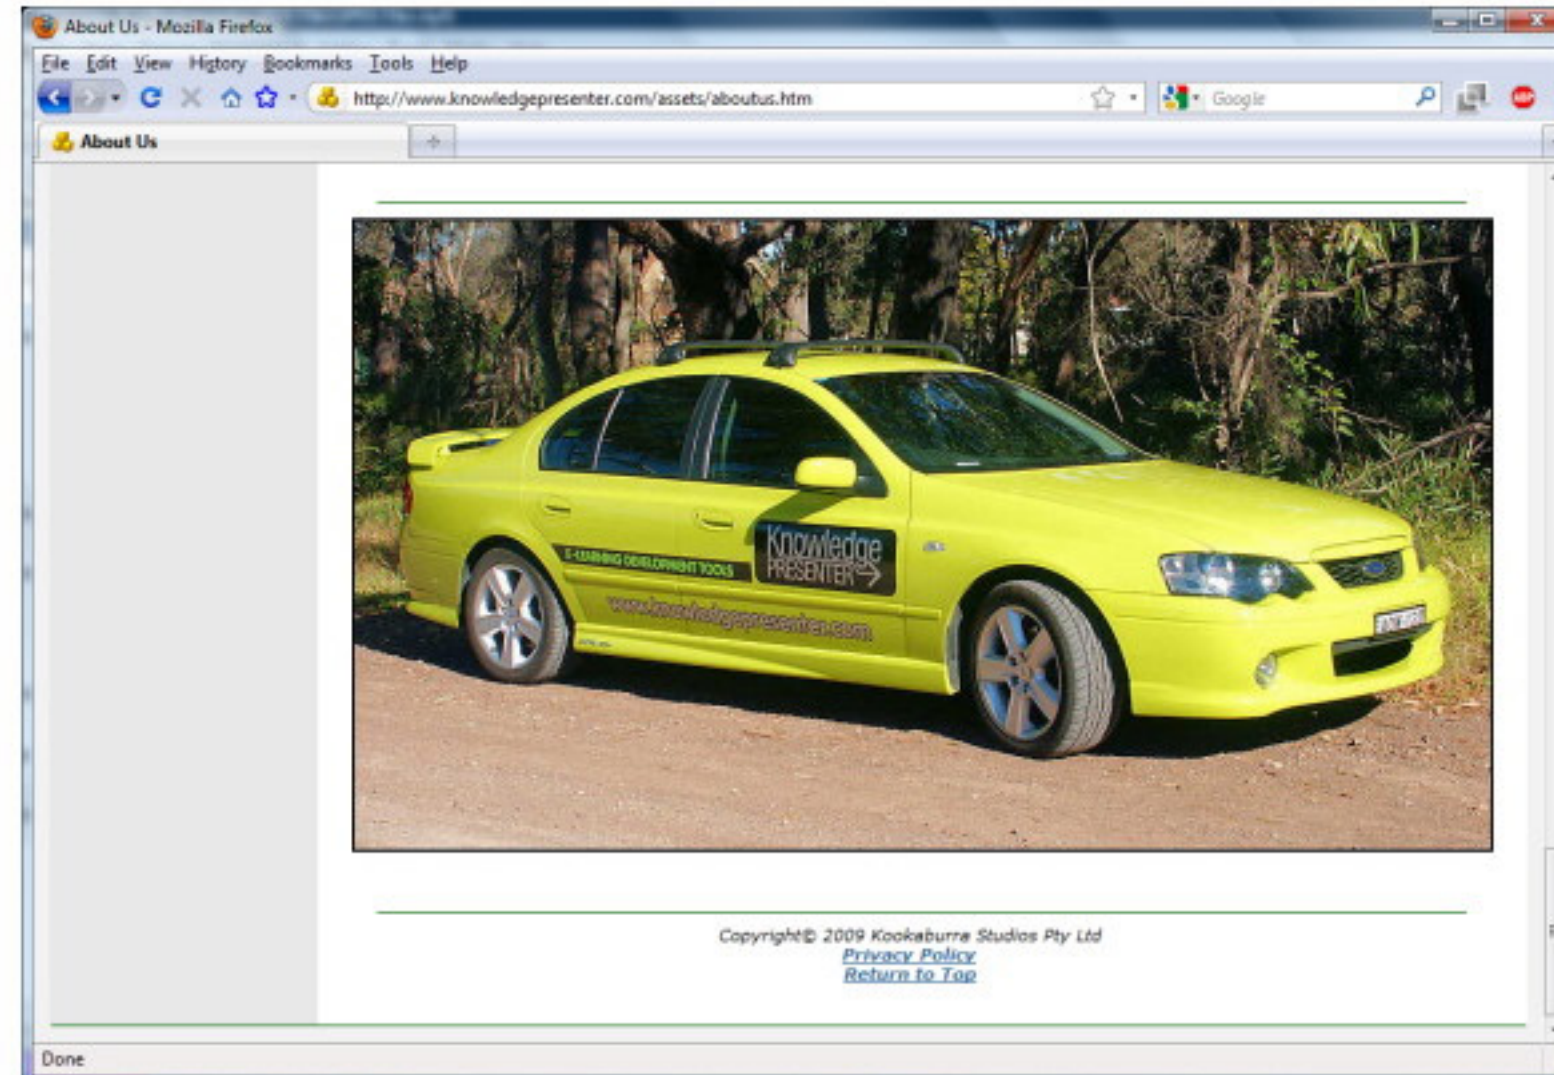 About Us - Mozilla Firefox
File Edit View History Bookmarks Tools Help
http://www.knowledgepresenter.com/assets/aboutus.htm
Google
ABP
About Us
Knowledge
PRESENTER
E-LEARNING DEVELOPMENT TOOLS
www.knowledgepresenter.com
Copyright© 2009 Kookaburra Studios Pty Ltd
Privacy Policy
Return to Top
Done